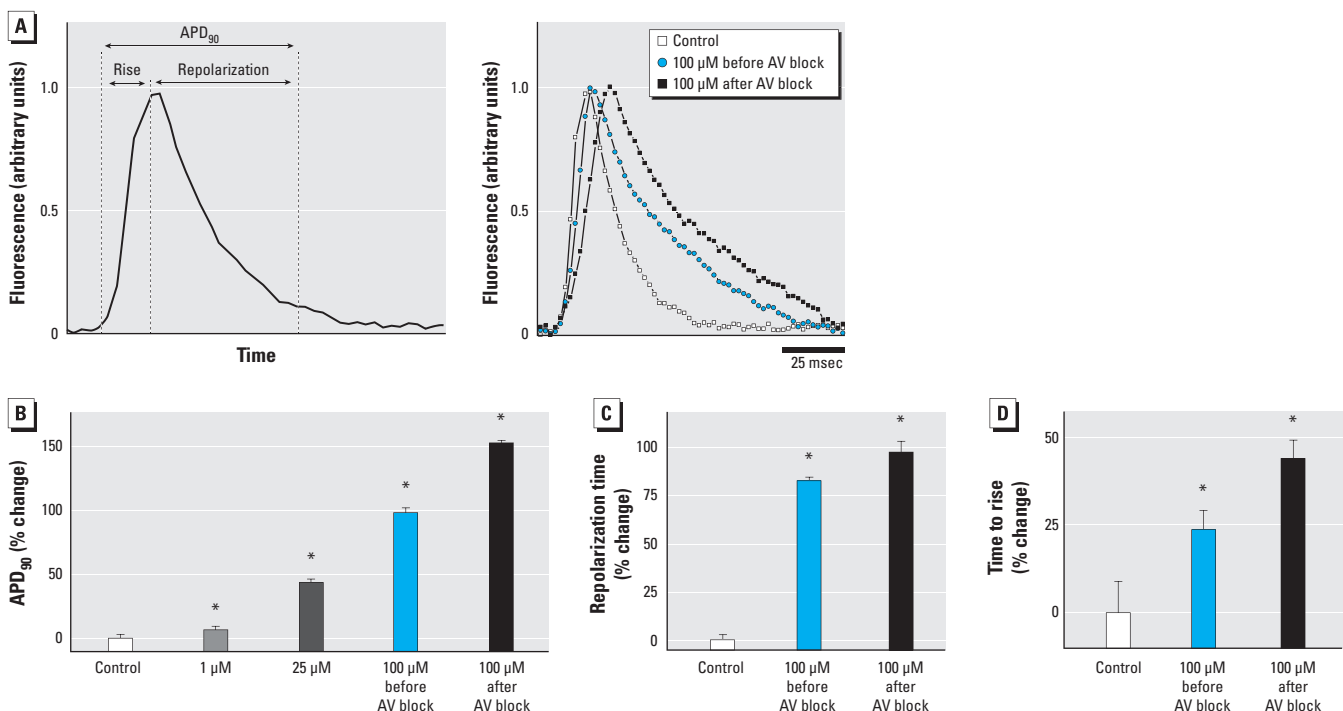 A
Fluorescence (arbitrary units)
1.0
0.5
0
APD90
Rise
Repolarization
Time
Fluorescence (arbitrary units)
1.0
0.5
0
Control
100 µM before AV block
100 µM after AV block
25 msec
B
APD90 (% change)
150
100
50
0
*
*
*
*
Control
1 µM
25 µM
100 µM
before
AV block
100 µM
after
AV block
C
Repolarization time
(% change)
100
75
100
25
0
*
*
Control
100 µM
before
AV block
100 µM
after
AV block
D
Time to rise
(% change)
50
25
0
*
*
Control
100 µM
before
AV block
100 µM
after
AV block